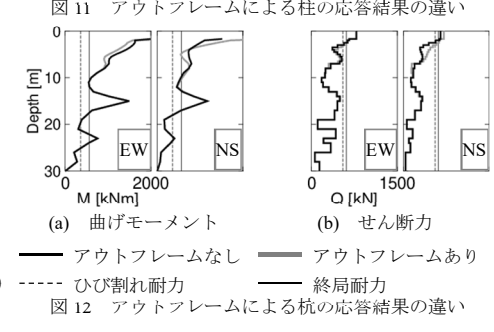 図 11 アウトフレームによる柱の応答結果の違い
0
10
20
30
Depth [m]
EW
NS
EW
NS
0 2000
0 1500
M [kNm]
Q [kN]
(a) 曲げモーメント (b) せん断力
アウトフレームなし アウトフレームあり
ひび割れ耐力 終局耐力
図 12 アウトフレームによる杭の応答結果の違い